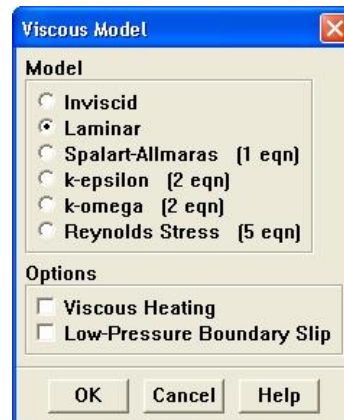 Viscous Model
Model
Inviscid
Laminar
Spalart-Allmaras (1 eqn)
k-epsilon (2 eqn)
k-omega (2 eqn)
Reynolds Stress (5 eqn)
Options
Viscous Heating
Low-Pressure Boundary Slip
OK Cancel Help